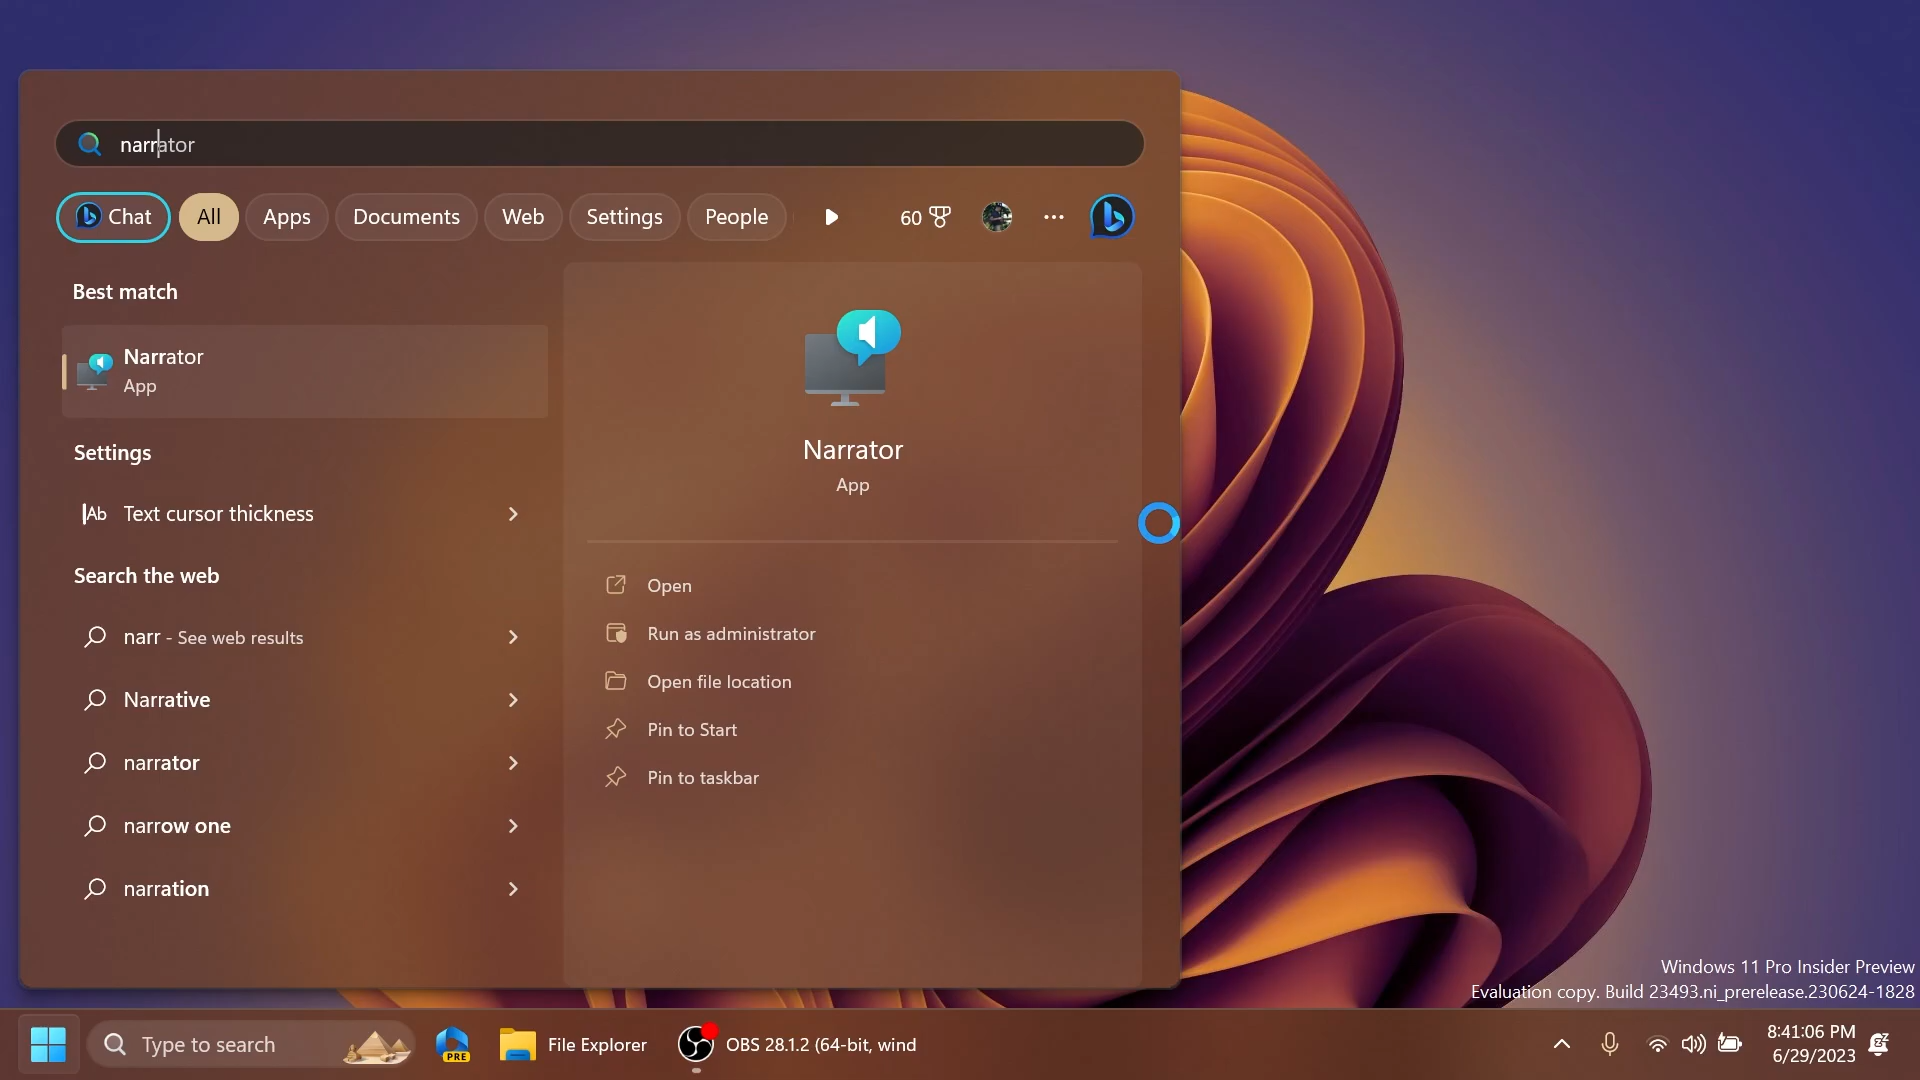 narrator
Chat All Apps Documents Web Settings People 60
Best match
Narrator
App
Settings
Ab Text cursor thickness
Search the web
narr - See web results
Narrative
narrator
narrow one
narration
Narrator
App
Open
Run as administrator
Open file location
Pin to Start
Pin to taskbar
Windows 11 Pro Insider Preview
Evaluation copy. Build 23493.ni_prerelease.230624-1828
Type to search
PRE
File Explorer
OBS 28.1.2 (64-bit, wind
8:41:06 PM
6/29/2023